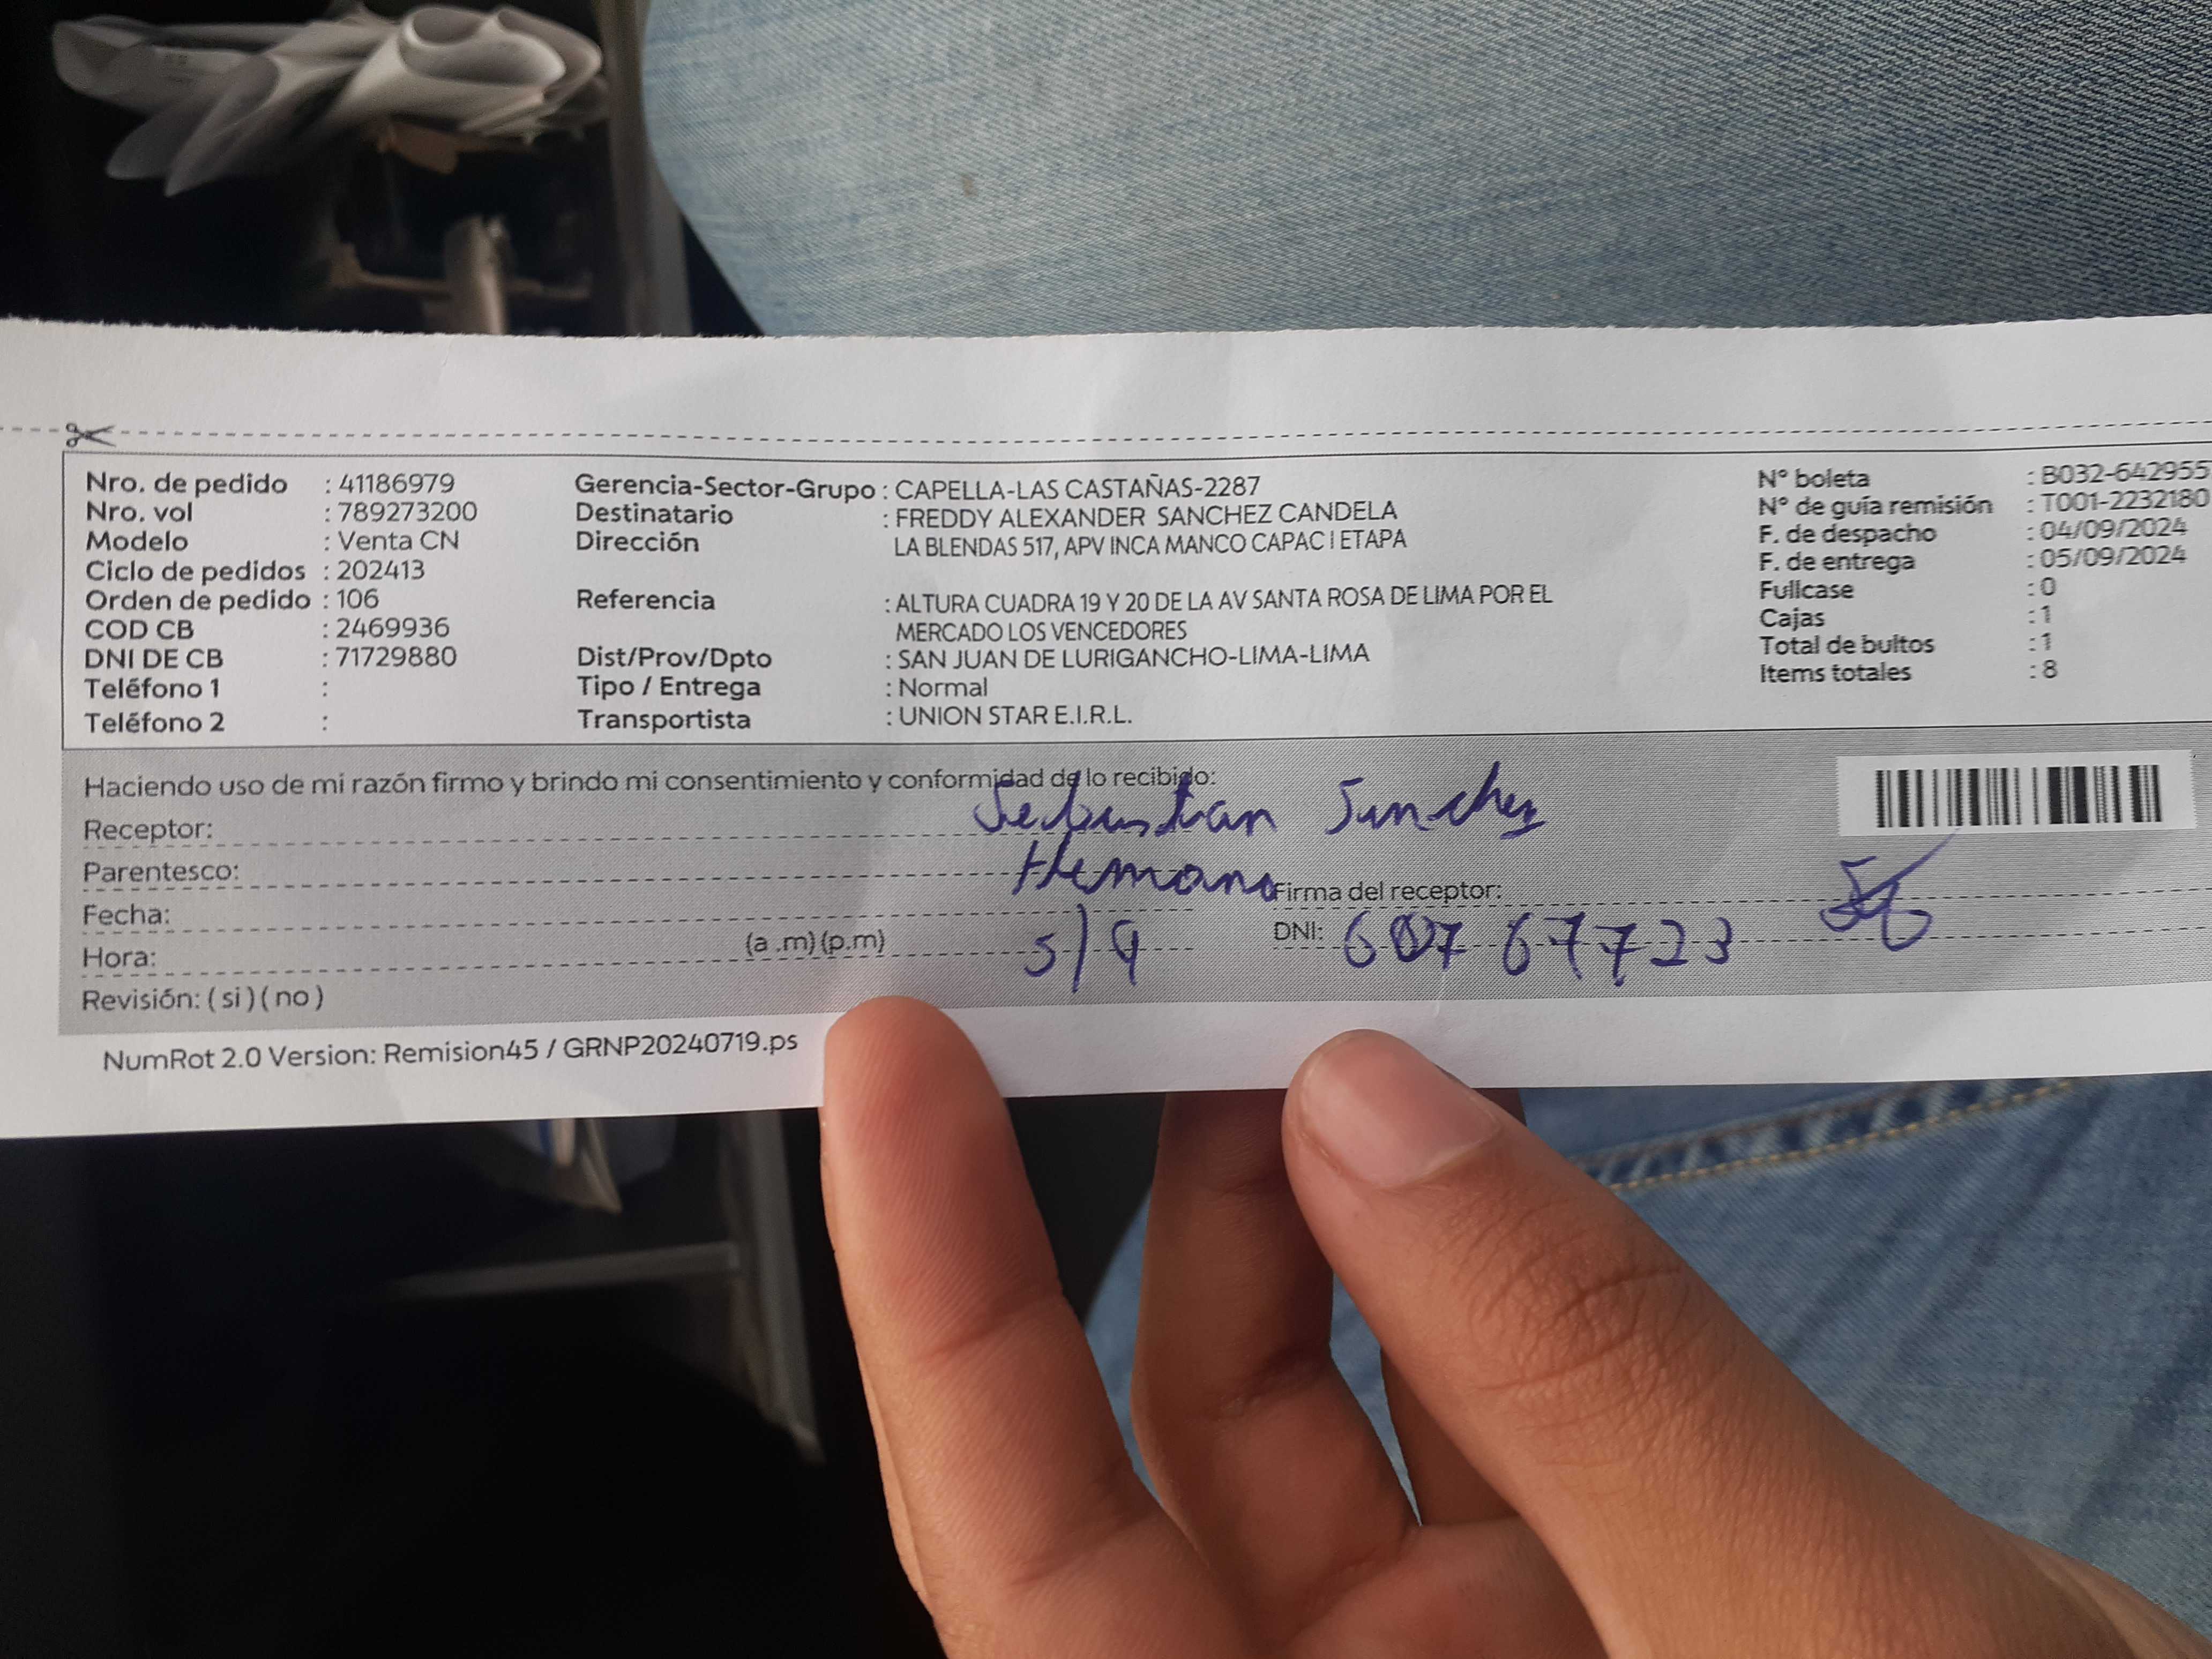 Nro. de pedido : 41186979 Gerencia-Sector-Grupo : CAPELLA-LAS CASTAÑAS-2287 N° boleta : B032-642955
Nro. vol : 789273200 Destinatario : FREDDY ALEXANDER SANCHEZ CANDELA N° de guía remisión : T001-2232180
Modelo : Venta CN Dirección LA BLENDAS 517, APV INCA MANCO CAPAC I ETAPA F. de despacho : 04/09/2024
Ciclo de pedidos : 202413 F. de entrega : 05/09/2024
Orden de pedido : 106 Referencia : ALTURA CUADRA 19 Y 20 DE LA AV SANTA ROSA DE LIMA POR EL Fullcase : 0
COD CB : 2469936 MERCADO LOS VENCEDORES Cajas : 1
DNI DE CB : 71729880 Dist/Prov/Dpto : SAN JUAN DE LURIGANCHO-LIMA-LIMA Total de bultos : 1
Teléfono 1 : Tipo / Entrega : Normal Items totales : 8
Teléfono 2 : Transportista : UNION STAR E.I.R.L.
Haciendo uso de mi razón firmo y brindo mi consentimiento y conformidad de lo recibido:
Receptor: Sebastian Sanchez
Parentesco: Hermano Firma del receptor:
Fecha: 5/9 DNI: 60767723
Hora: (a .m) (p.m)
Revisión: ( si ) ( no )
NumRot 2.0 Version: Remision45 / GRNP20240719.ps